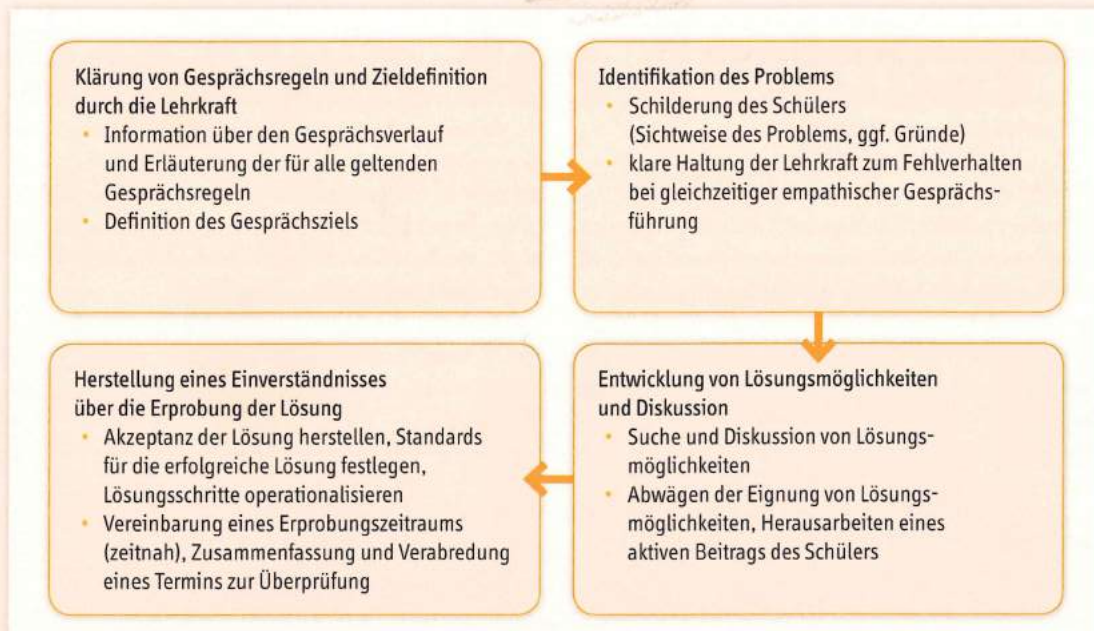 Klärung von Gesprächsregeln und Zieldefinition
durch die Lehrkraft
• Information über den Gesprächsverlauf
und Erläuterung der für alle geltenden
Gesprächsregeln
• Definition des Gesprächsziels
Identifikation des Problems
• Schilderung des Schülers
(Sichtweise des Problems, ggf. Gründe)
• klare Haltung der Lehrkraft zum Fehlverhalten
bei gleichzeitiger empathischer Gesprächs-
führung
Entwicklung von Lösungsmöglichkeiten
und Diskussion
• Suche und Diskussion von Lösungs-
möglichkeiten
• Abwägen der Eignung von Lösungs-
möglichkeiten, Herausarbeiten eines
aktiven Beitrags des Schülers
Herstellung eines Einverständnisses
über die Erprobung der Lösung
• Akzeptanz der Lösung herstellen, Standards
für die erfolgreiche Lösung festlegen,
Lösungsschritte operationalisieren
• Vereinbarung eines Erprobungszeitraums
(zeitnah), Zusammenfassung und Verabredung
eines Termins zur Überprüfung